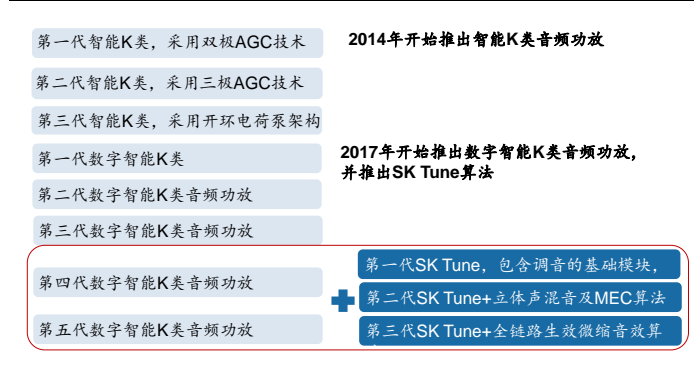 第一代智能K类，采用双极AGC技术
2014年开始推出智能K类音频功放
第二代智能K类，采用三极AGC技术
第三代智能K类，采用开环电荷泵架构
第一代数字智能K类
2017年开始推出数字智能K类音频功放，
并推出SK Tune算法
第二代数字智能K类音频功放
第三代数字智能K类音频功放
第四代数字智能K类音频功放
第五代数字智能K类音频功放
第一代SK Tune，包含调音的基础模块，
第二代SK Tune+立体声混音及MEC算法
第三代SK Tune+全链路生效微缩音效算